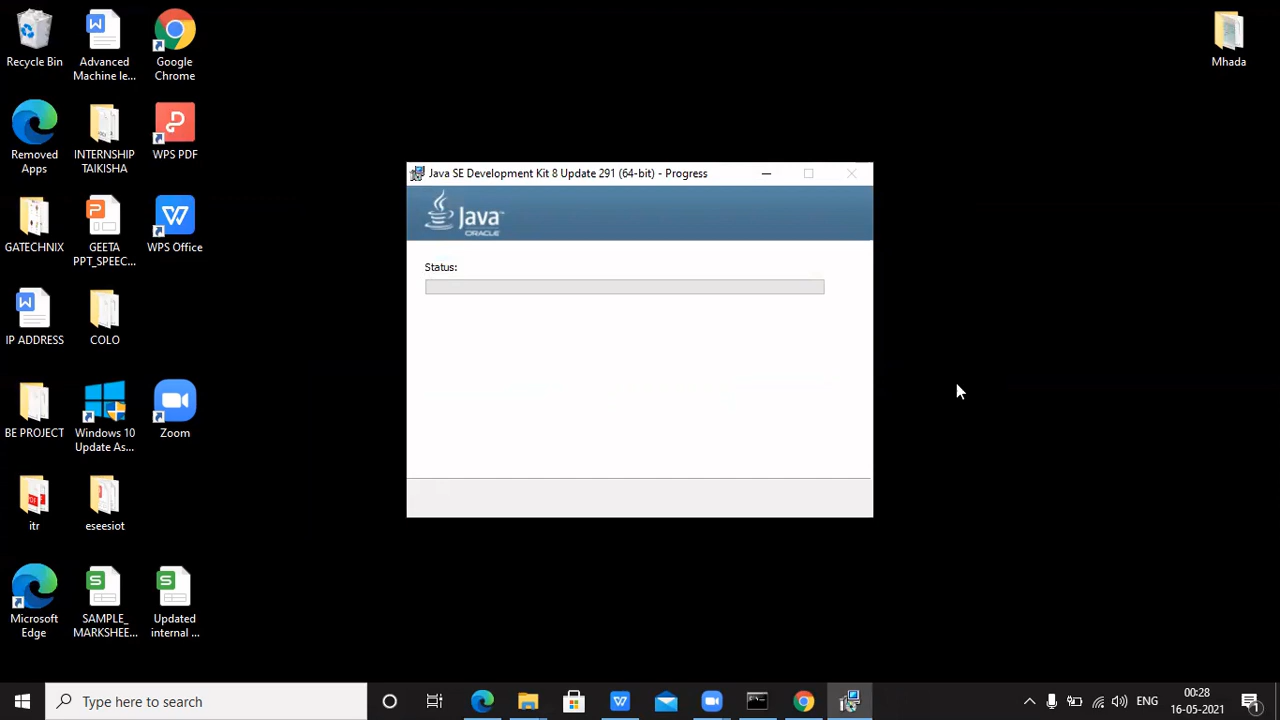 Recycle Bin
Advanced
Machine le...
Google
Chrome
Mhada
Removed
Apps
INTERNSHIP
TAIKISHA
WPS PDF
GATECHNIX
GEETA
PPT_SPEEC...
WPS Office
IP ADDRESS
COLO
BE PROJECT
Windows 10
Update As...
Zoom
itr
eseesiot
Microsoft
Edge
SAMPLE_
MARKSHEE...
Updated
internal ...
Java SE Development Kit 8 Update 291 (64-bit) - Progress
Java™
ORACLE
Status:
Type here to search
ENG
00:28
16-05-2021
1